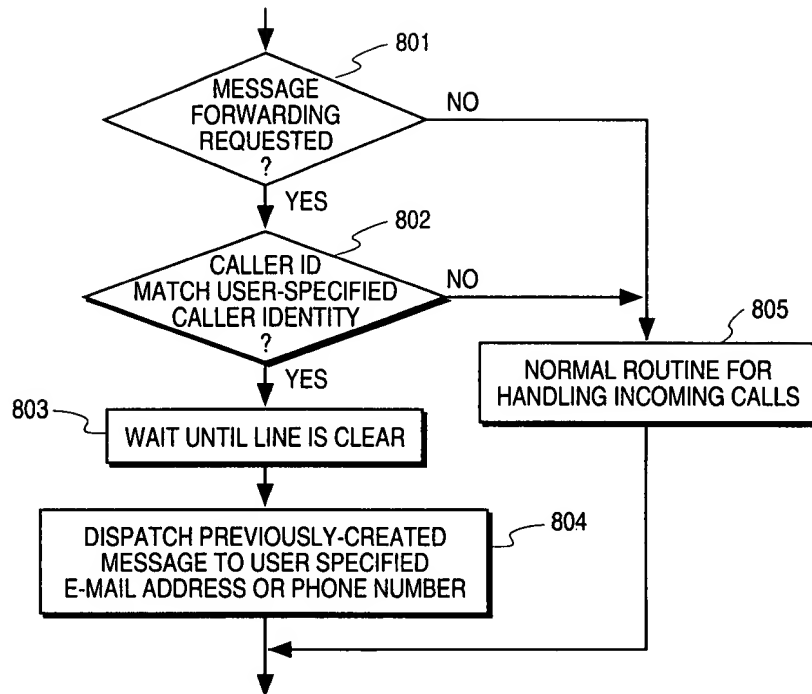 801
MESSAGE
FORWARDING
REQUESTED
?
NO
YES
802
CALLER ID
MATCH USER-SPECIFIED
CALLER IDENTITY
?
NO
YES
805
NORMAL ROUTINE FOR
HANDLING INCOMING CALLS
803
WAIT UNTIL LINE IS CLEAR
804
DISPATCH PREVIOUSLY-CREATED
MESSAGE TO USER SPECIFIED
E-MAIL ADDRESS OR PHONE NUMBER